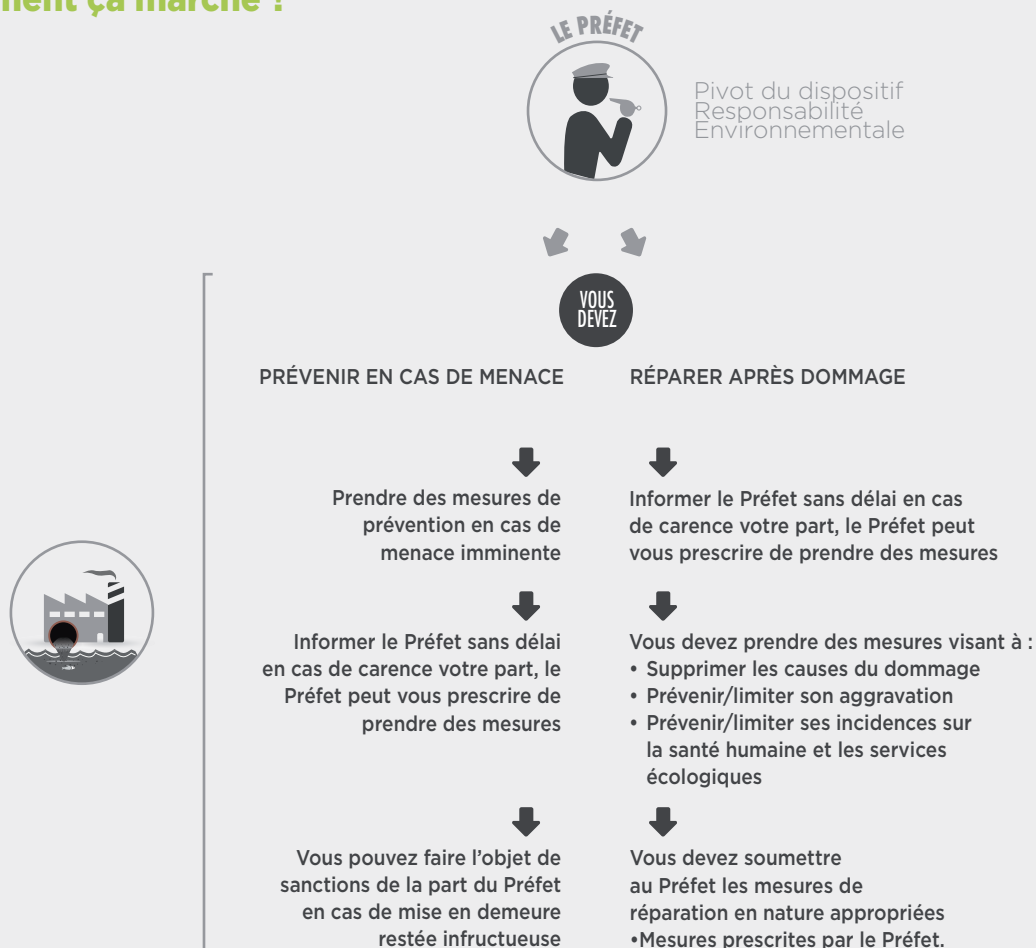 ment ça marche ?
LE PRÉFET
Pivot du dispositif
Responsabilité
Environnementale
VOUS
DEVEZ
PRÉVENIR EN CAS DE MENACE
Prendre des mesures de
prévention en cas de
menace imminente
Informer le Préfet sans délai
en cas de carence votre part, le
Préfet peut vous prescrire de
prendre des mesures
Vous pouvez faire l’objet de
sanctions de la part du Préfet
en cas de mise en demeure
restée infructueuse
RÉPARER APRÈS DOMMAGE
Informer le Préfet sans délai en cas
de carence votre part, le Préfet peut
vous prescrire de prendre des mesures
Vous devez prendre des mesures visant à :
• Supprimer les causes du dommage
• Prévenir/limiter son aggravation
• Prévenir/limiter ses incidences sur
la santé humaine et les services
écologiques
Vous devez soumettre
au Préfet les mesures de
réparation en nature appropriées
•Mesures prescrites par le Préfet.